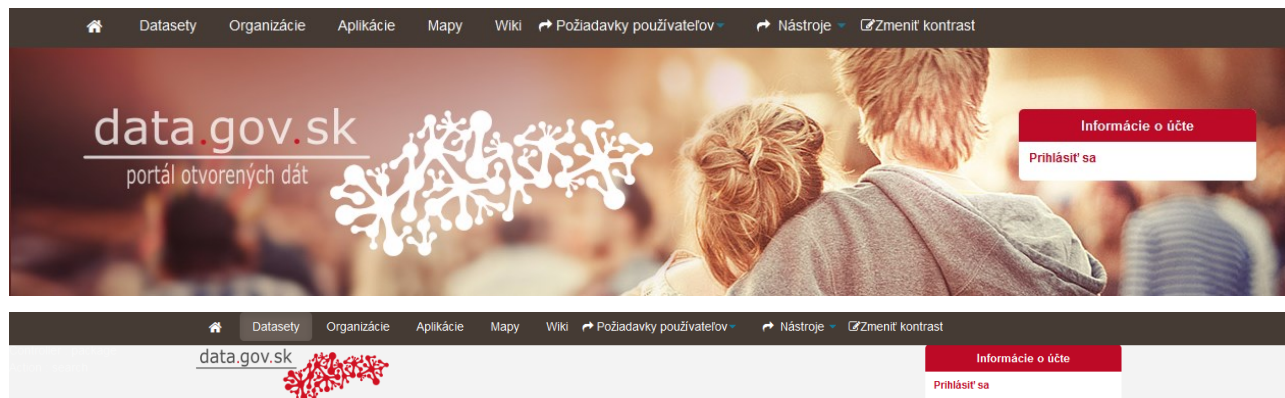 Datasety Organizácie Aplikácie Mapy Wiki Požiadavky používateľov Nástroje Zmeniť kontrast
data.gov.sk
portál otvorených dát
Informácie o účte
Prihlásiť sa
Datasety Organizácie Aplikácie Mapy Wiki Požiadavky používateľov Nástroje Zmeniť kontrast
data.gov.sk
Informácie o účte
Prihlásiť sa